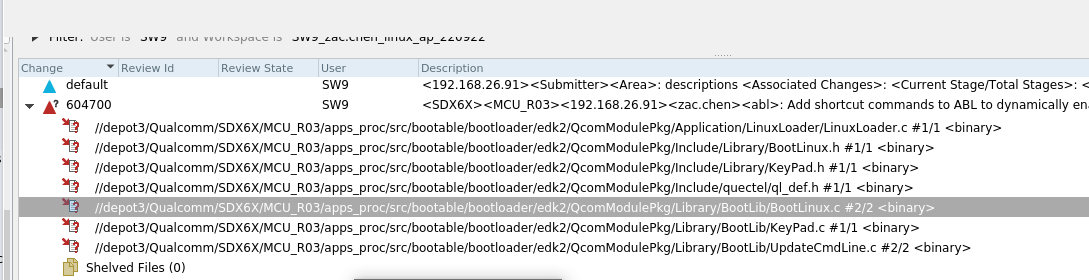 Filter: User is SW9 and Workspace is SW9_zac.chen_linux_ap_220922
Change Review Id Review State User Description
default SW9 <192.168.26.91><Submitter><Area>: descriptions <Associated Changes>: <Current Stage/Total Stages>: <
604700 SW9 <SDX6X><MCU_R03><192.168.26.91><zac.chen><abl>: Add shortcut commands to ABL to dynamically en
//depot3/Qualcomm/SDX6X/MCU_R03/apps_proc/src/bootable/bootloader/edk2/QcomModulePkg/Application/LinuxLoader/LinuxLoader.c #1/1 <binary>
//depot3/Qualcomm/SDX6X/MCU_R03/apps_proc/src/bootable/bootloader/edk2/QcomModulePkg/Include/Library/BootLinux.h #1/1 <binary>
//depot3/Qualcomm/SDX6X/MCU_R03/apps_proc/src/bootable/bootloader/edk2/QcomModulePkg/Include/Library/KeyPad.h #1/1 <binary>
//depot3/Qualcomm/SDX6X/MCU_R03/apps_proc/src/bootable/bootloader/edk2/QcomModulePkg/Include/quectel/ql_def.h #1/1 <binary>
//depot3/Qualcomm/SDX6X/MCU_R03/apps_proc/src/bootable/bootloader/edk2/QcomModulePkg/Library/BootLib/BootLinux.c #2/2 <binary>
//depot3/Qualcomm/SDX6X/MCU_R03/apps_proc/src/bootable/bootloader/edk2/QcomModulePkg/Library/BootLib/KeyPad.c #1/1 <binary>
//depot3/Qualcomm/SDX6X/MCU_R03/apps_proc/src/bootable/bootloader/edk2/QcomModulePkg/Library/BootLib/UpdateCmdLine.c #2/2 <binary>
Shelved Files (0)